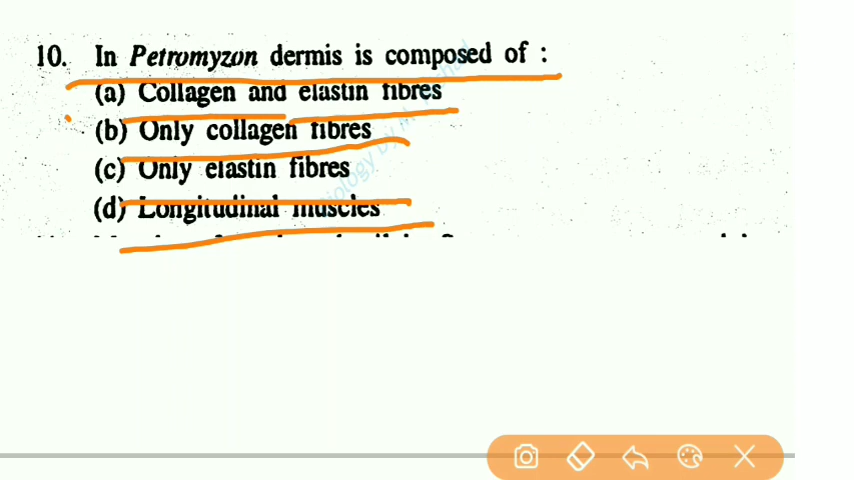 10. In Petromyzon dermis is composed of :
(a) Collagen and elastin fibres
(b) Only collagen fibres
(c) Only elastin fibres
(d) Longitudinal muscles